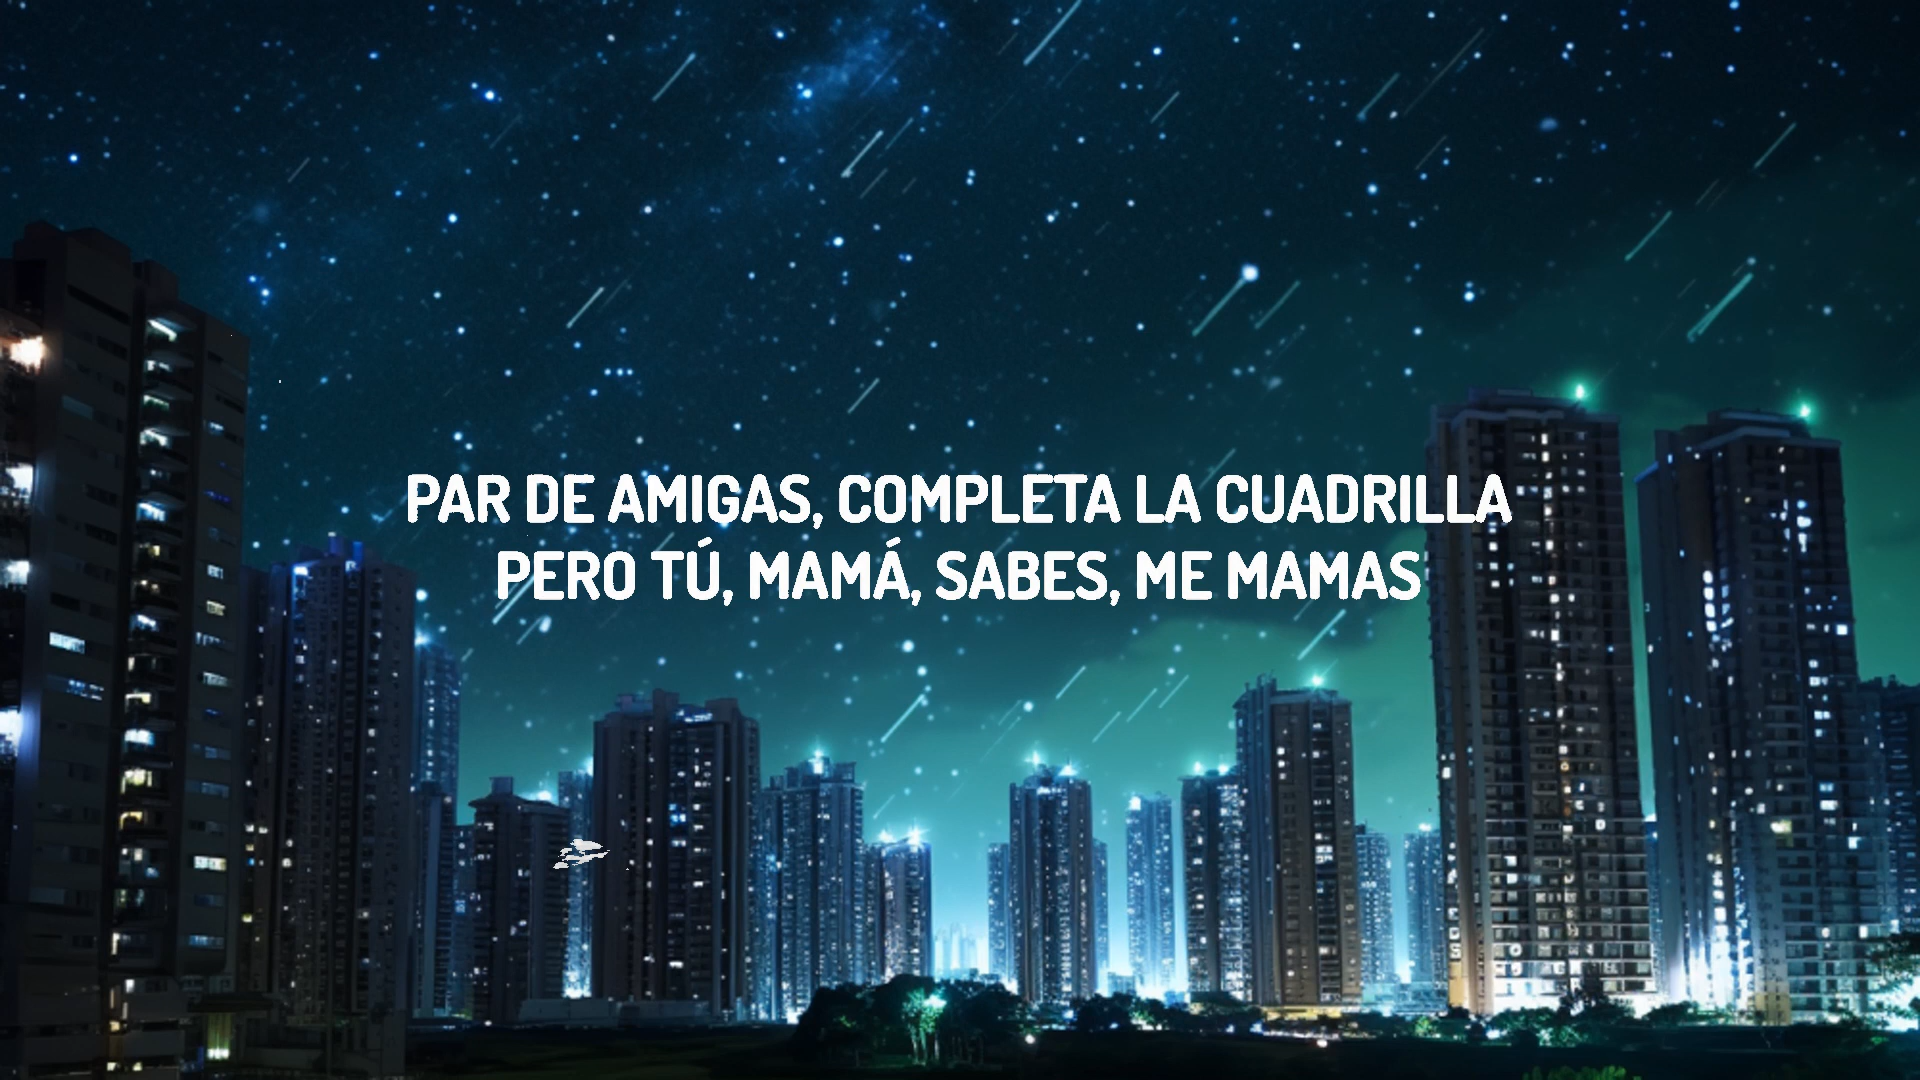 PAR DE AMIGAS, COMPLETA LA CUADRILLA
PERO TÚ, MAMÁ, SABES, ME MAMAS